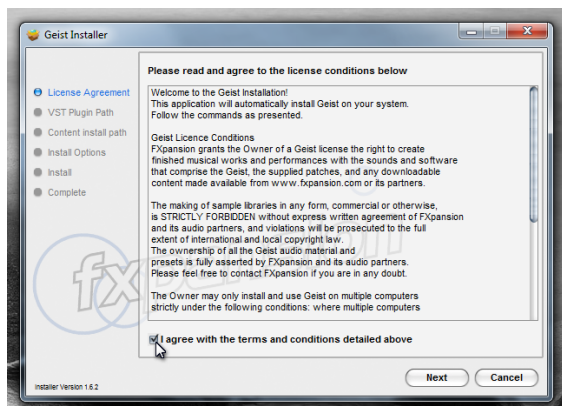 Geist Installer
Please read and agree to the license conditions below
License Agreement
VST Plugin Path
Content install path
Install Options
Install
Complete
Welcome to the Geist Installation!
This application will automatically install Geist on your system.
Follow the commands as presented.
Geist Licence Conditions
FXpansion grants the Owner of a Geist license the right to create
finished musical works and performances with the sounds and software
that comprise the Geist, the supplied patches, and any downloadable
content made available from www.fxpansion.com or its partners.
The making of sample libraries in any form, commercial or otherwise,
is STRICTLY FORBIDDEN without express written agreement of FXpansion
and its audio partners, and violations will be prosecuted to the full
extent of international and local copyright law.
The ownership of all the Geist audio material and
presets is fully asserted by FXpansion and its audio partners.
Please feel free to contact FXpansion if you are in any doubt.
The Owner may only install and use Geist on multiple computers
strictly under the following conditions: where multiple computers
fxpansion
I agree with the terms and conditions detailed above
Installer Version 1.6.2
Next
Cancel